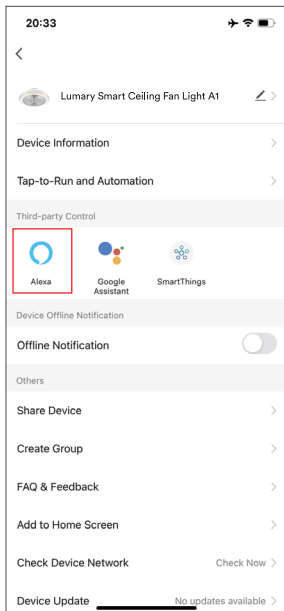 20:33
Lumary Smart Ceiling Fan Light A1
Device Information
Tap-to-Run and Automation
Third-party Control
Alexa
Google
Assistant
SmartThings
Device Offline Notification
Offline Notification
Others
Share Device
Create Group
FAQ & Feedback
Add to Home Screen
Check Device Network Check Now
Device Update No updates available